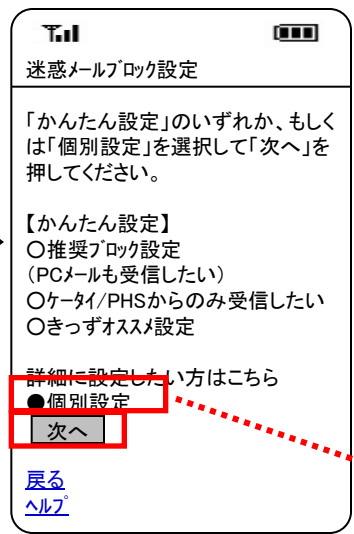 迷惑ﾒｰﾙﾌﾞﾛｯｸ設定
「かんたん設定」のいずれか、もしく
は「個別設定」を選択して「次へ」を
押してください。
【かんたん設定】
○推奨ﾌﾞﾛｯｸ設定
(PCﾒｰﾙも受信したい)
○ｹｰﾀｲ/PHSからのみ受信したい
○きっずｵｽｽﾒ設定
詳細に設定したい方はこちら
●個別設定
次へ
戻る
ﾍﾙﾌﾟ